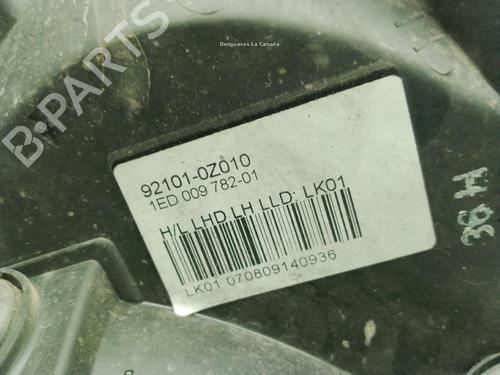 Desguaces La Cabaña
B-PARTS
92101-0Z010
1ED 009 782-01
H/L LHD LH LLD: LK01
LK01 070809140936
38 H